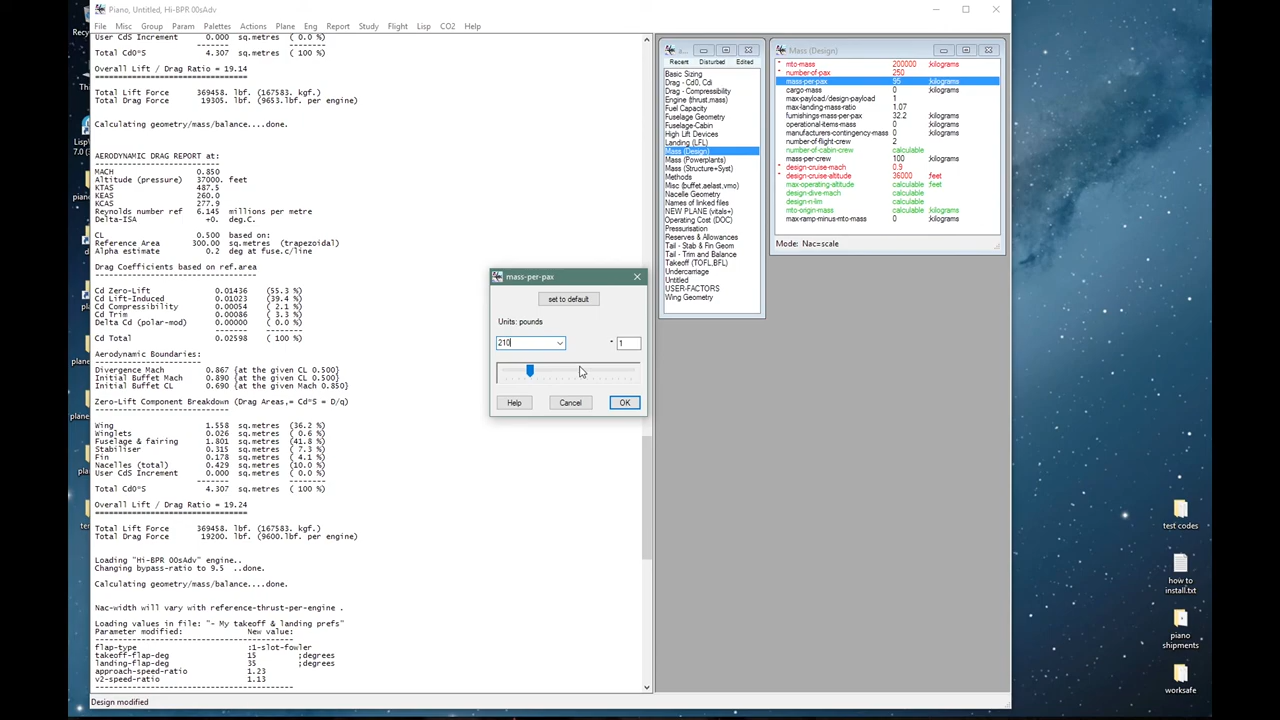 Piano, Untitled, Hi-BPR 00sAdv
File Misc Group Param Palettes Actions Plane Eng Report Study Flight Lisp CO2 Help
User CdS Increment 0.000 sq.metres ( 0.0 %)
-------- --------
Total Cd0*S 4.307 sq.metres ( 100 %)
Overall Lift / Drag Ratio = 19.14
================================
Total Lift Force 369458. lbf. (167583. kgf.)
Total Drag Force 19305. lbf. (9653.lbf. per engine)
Calculating geometry/mass/balance....done.
AERODYNAMIC DRAG REPORT at:
---------------------------
MACH 0.850
Altitude (pressure) 37000. feet
KTAS 487.5
KEAS 260.0
KCAS 277.9
Reynolds number ref 6.145 millions per metre
Delta-ISA +0. deg.C.
CL 0.500 based on:
Reference Area 300.00 sq.metres (trapezoidal)
Alpha estimate 0.2 deg at fuse.c/line
Drag Coefficients based on ref.area
-----------------------------------
Cd Zero-Lift 0.01436 (55.3 %)
Cd Lift-Induced 0.01023 (39.4 %)
Cd Compressibility 0.00054 ( 2.1 %)
Cd Trim 0.00086 ( 3.3 %)
Delta Cd (polar-mod) 0.00000 ( 0.0 %)
------- --------
Cd Total 0.02598 ( 100 %)
Aerodynamic Boundaries:
-----------------------
Divergence Mach 0.867 {at the given CL 0.500}
Initial Buffet Mach 0.890 {at the given CL 0.500}
Initial Buffet CL 0.690 {at the given Mach 0.850}
Zero-Lift Component Breakdown (Drag Areas,= Cd*S = D/q)
Wing 1.558 sq.metres (36.2 %)
Winglets 0.026 sq.metres ( 0.6 %)
Fuselage & fairing 1.801 sq.metres (41.8 %)
Stabiliser 0.315 sq.metres ( 7.3 %)
Fin 0.178 sq.metres ( 4.1 %)
Nacelles (total) 0.429 sq.metres (10.0 %)
User CdS Increment 0.000 sq.metres ( 0.0 %)
-------- --------
Total Cd0*S 4.307 sq.metres ( 100 %)
Overall Lift / Drag Ratio = 19.24
================================
Total Lift Force 369458. lbf. (167583. kgf.)
Total Drag Force 19200. lbf. (9600.lbf. per engine)
Loading "Hi-BPR 00sAdv" engine..
Changing bypass-ratio to 9.5 ..done.
Calculating geometry/mass/balance....done.
Nac-width will vary with reference-thrust-per-engine .
Loading values in file: "- My takeoff & landing prefs"
Parameter modified: New value:
flap-type :1-slot-fowler
takeoff-flap-deg 15 ;degrees
landing-flap-deg 35 ;degrees
approach-speed-ratio 1.23
v2-speed-ratio 1.13
Design modified
a...
Recent Disturbed Edited
Basic Sizing
Drag - Cd0, Cdi
Drag - Compressibility
Engine (thrust,mass)
Fuel Capacity
Fuselage Geometry
Fuselage-Cabin
High Lift Devices
Landing (LFL)
Mass (Design)
Mass (Powerplants)
Mass (Structure+Syst)
Methods
Misc (buffet,aelast,vmo)
Nacelle Geometry
Names of linked files
NEW PLANE (vitals+)
Operating Cost (DOC)
Pressurisation
Reserves & Allowances
Tail - Stab & Fin Geom
Tail - Trim and Balance
Takeoff (TOFL,BFL)
Undercarriage
Untitled
USER-FACTORS
Wing Geometry
Mass (Design)
* mto-mass 200000 ;kilograms
* number-of-pax 250
mass-per-pax 95 ;kilograms
cargo-mass 0 ;kilograms
max-payload/design-payload 1
max-landing-mass-ratio 1.07
furnishings-mass-per-pax 32.2 ;kilograms
operational-items-mass 0 ;kilograms
manufacturers-contingency-mass 0 ;kilograms
number-of-flight-crew 2
number-of-cabin-crew calculable
mass-per-crew 100 ;kilograms
* design-cruise-mach 0.9
* design-cruise-altitude 36000 ;feet
max-operating-altitude calculable ;feet
design-dive-mach calculable
design-n-lim calculable
mto-origin-mass calculable ;kilograms
max-ramp-minus-mto-mass 0 ;kilograms
Mode: Nac=scale
mass-per-pax
set to default
Units: pounds
210 * 1
Help Cancel OK
test codes
how to
install.txt
piano
shipments
worksafe